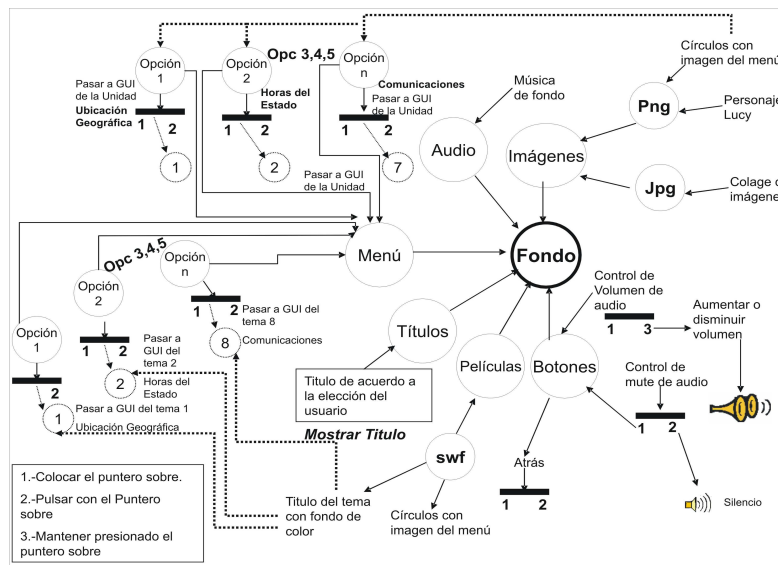 Opción
1
Opción
2
Opc 3,4,5
Opción
n
Círculos con
imagen del menú
Pasar a GUI
de la Unidad
Ubicación
Geográfica
1 2
1
Horas del
Estado
1 2
2
Comunicaciones
Pasar a GUI
de la Unidad
1 2
7
Música
de fondo
Audio
Imágenes
Png
Personaje
Lucy
Jpg
Colage
Pasar a GUI
de la Unidad
Menú
Fondo
Opc 3,4,5
Opción
n
Opción
2
Opción
1
1 2
Pasar a GUI del
tema 8
8
Comunicaciones
1 2
Pasar a
GUI del
tema 2
2
Horas del
Estado
2
1
Pasar a GUI del tema 1
Ubicación Geográfica
Títulos
Películas
Botones
Control de
Volumen de
audio
1 3
Aumentar o
disminuir
volumen
Control de
mute de audio
1 2
Silencio
Titulo de acuerdo a
la elección del
usuario
Mostrar Titulo
swf
Atrás
1 2
Titulo del tema
con fondo de
color
Círculos con
imagen del menú
1.-Colocar el puntero sobre.
2.-Pulsar con el Puntero
sobre
3.-Mantener presionado el
puntero sobre